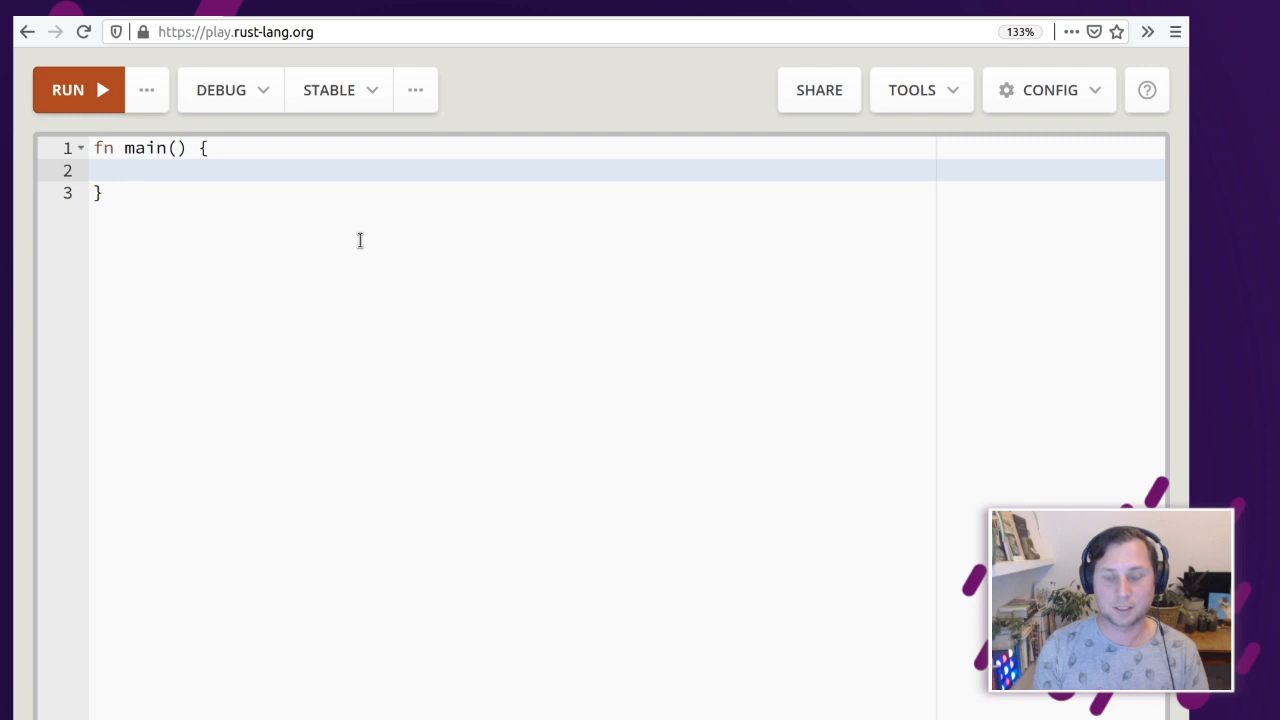 https://play.rust-lang.org
133%
RUN
DEBUG
STABLE
SHARE
TOOLS
CONFIG
1 fn main() {
2
3 }